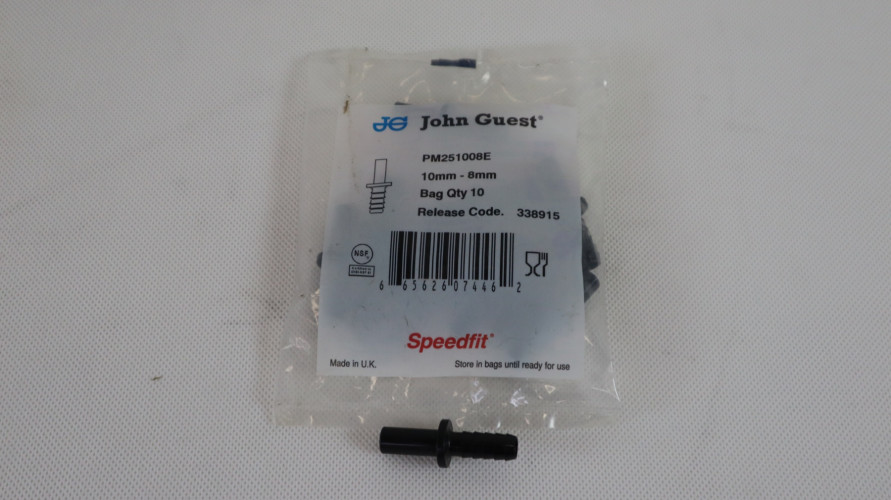 JG John Guest®
PM251008E
10mm - 8mm
Bag Qty 10
Release Code. 338915
NSF®
6 65626 07446 2
Speedfit®
Made in U.K.
Store in bags until ready for use